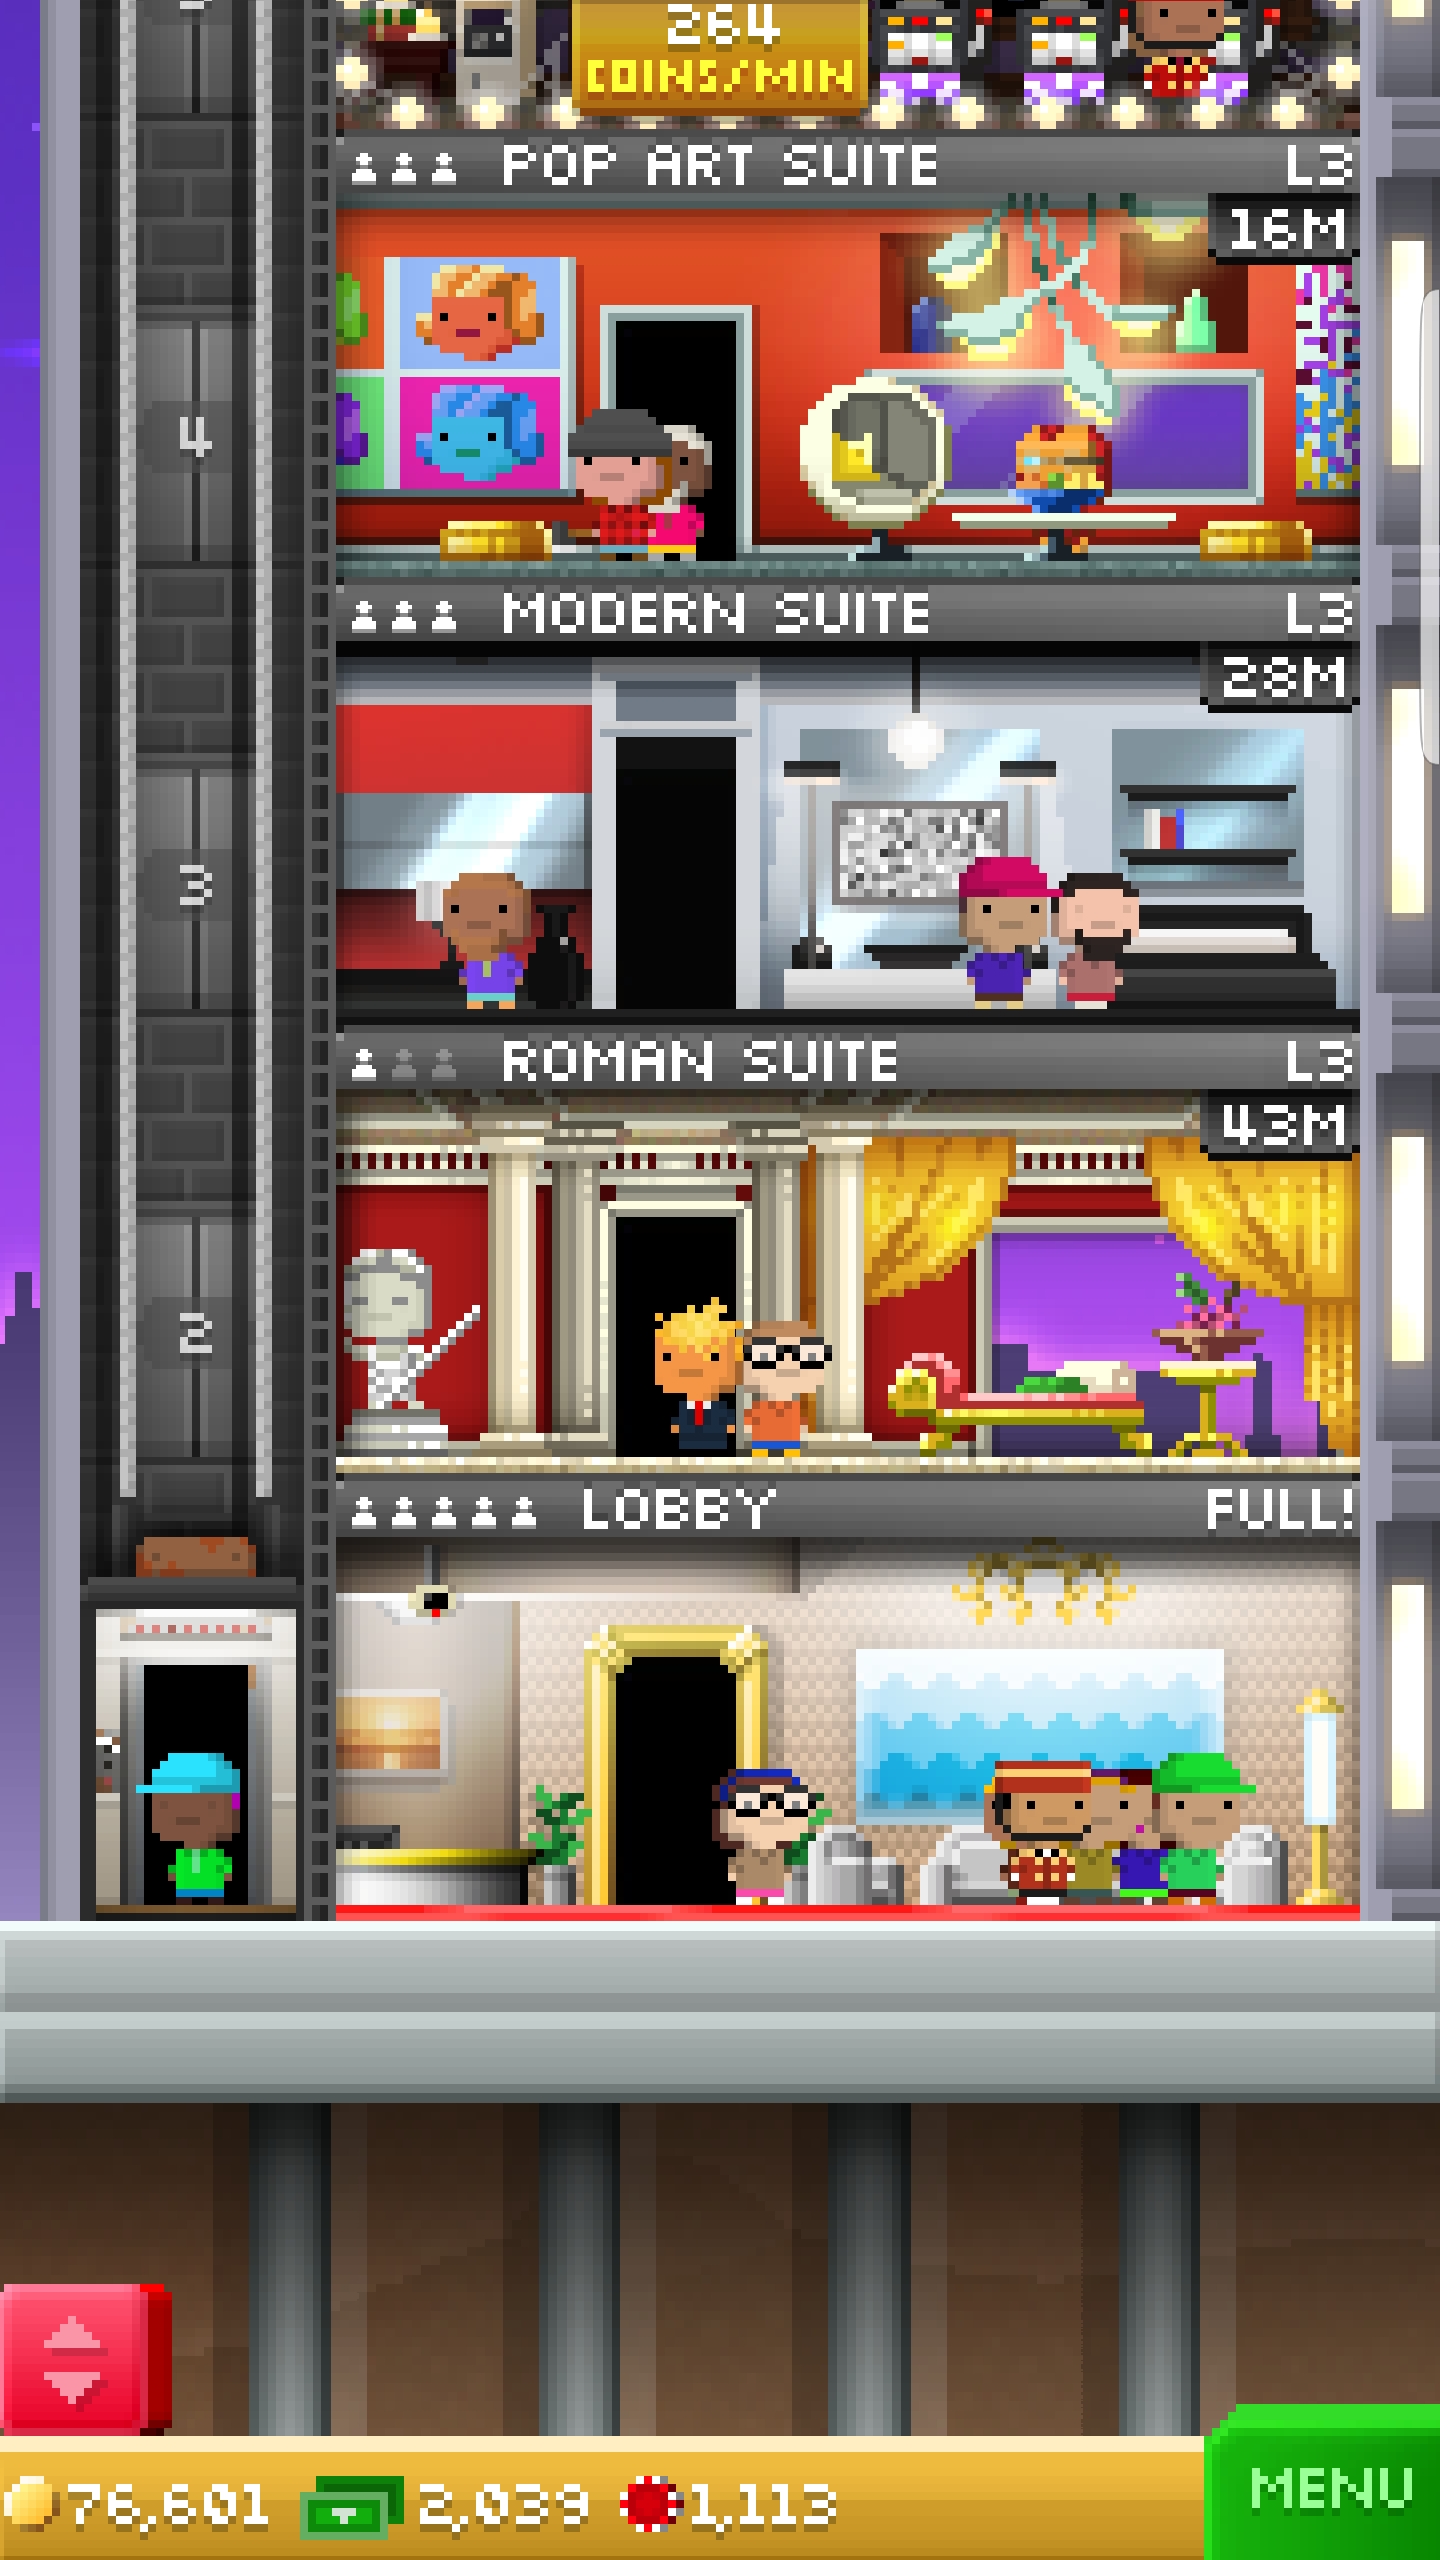 264
COINS/MIN
POP ART SUITE L3
16M
4
MODERN SUITE L3
28M
3
ROMAN SUITE L3
43M
2
LOBBY FULL!
76,601 2,039 1,113
MENU